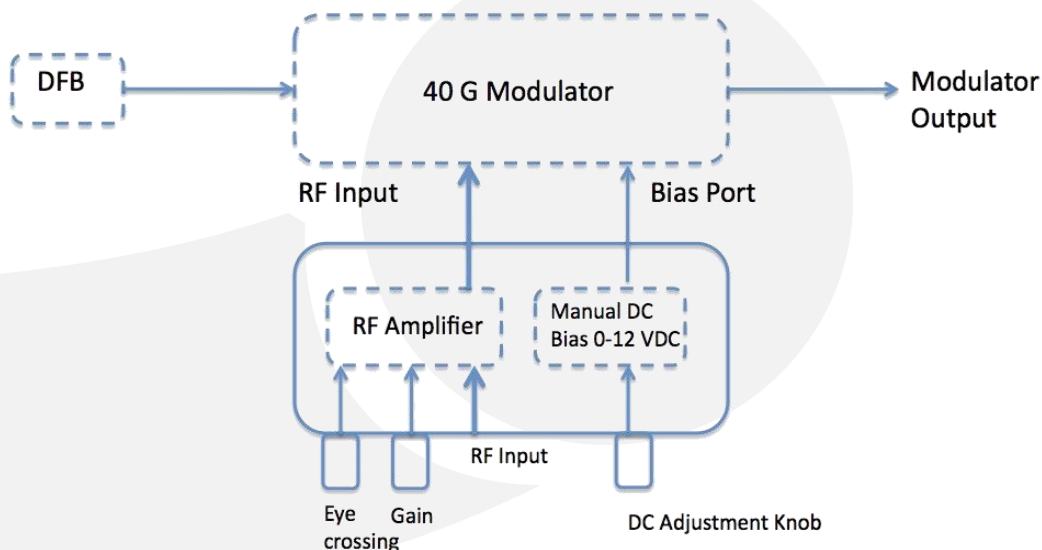 DFB
40 G Modulator
Modulator
Output
RF Input
Bias Port
RF Amplifier
Manual DC
Bias 0-12 VDC
RF Input
Eye
crossing
Gain
DC Adjustment Knob